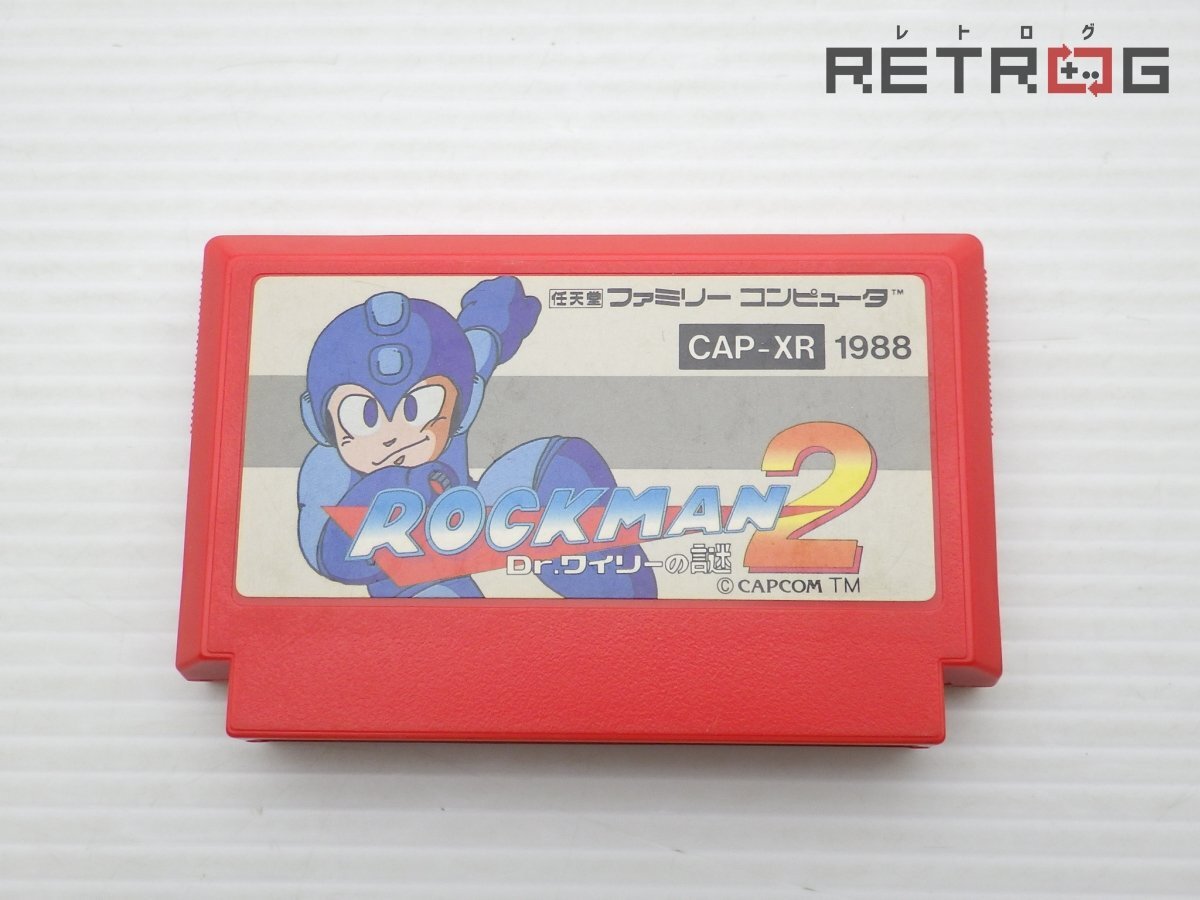 レトログ
RETROG
任天堂 ファミリー コンピュータ™
CAP-XR 1988
ROCKMAN 2
Dr.ワイリーの謎
© CAPCOM TM